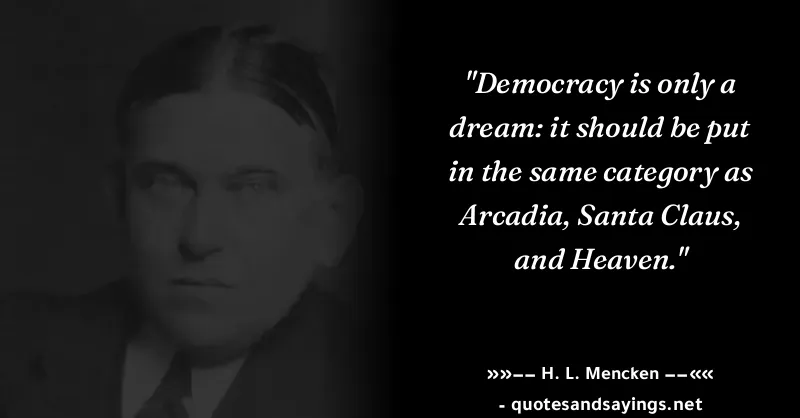 "Democracy is only a
dream: it should be put
in the same category as
Arcadia, Santa Claus,
and Heaven."
»»–– H. L. Mencken ––««
- quotesandsayings.net